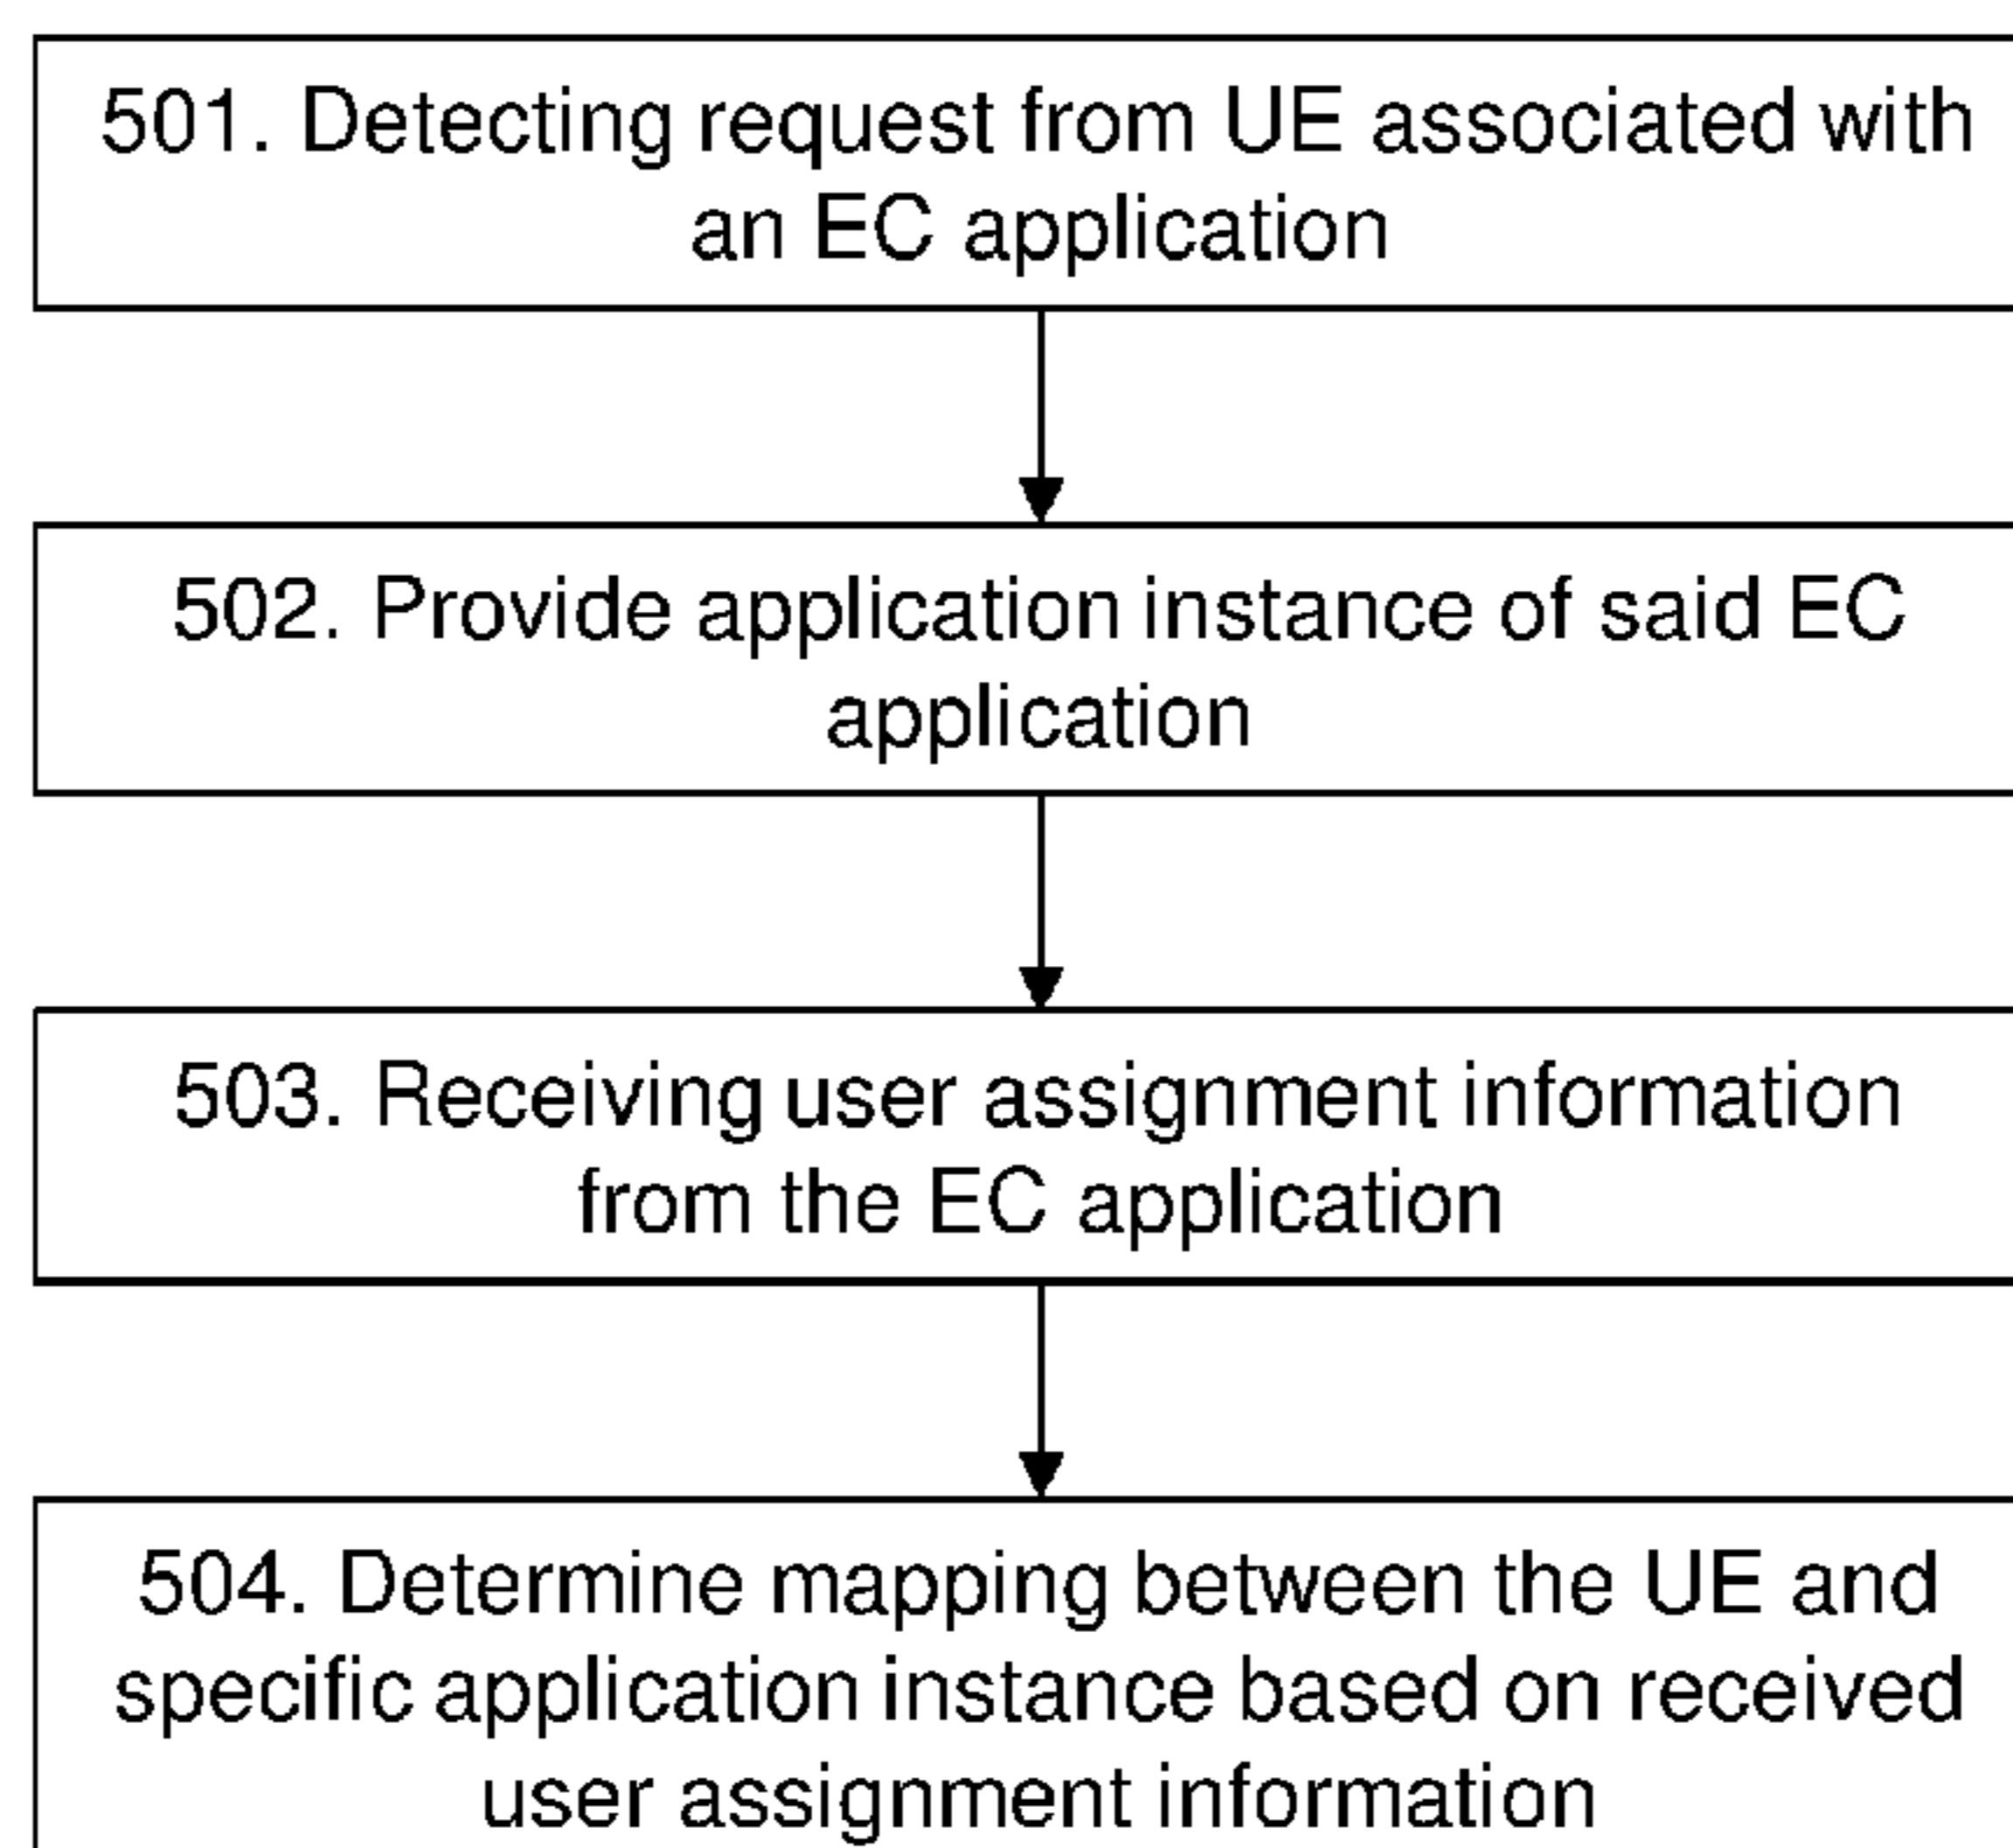 501. Detecting request from UE associated with
an EC application
502. Provide application instance of said EC
application
503. Receiving user assignment information
from the EC application
504. Determine mapping between the UE and
specific application instance based on received
user assignment information